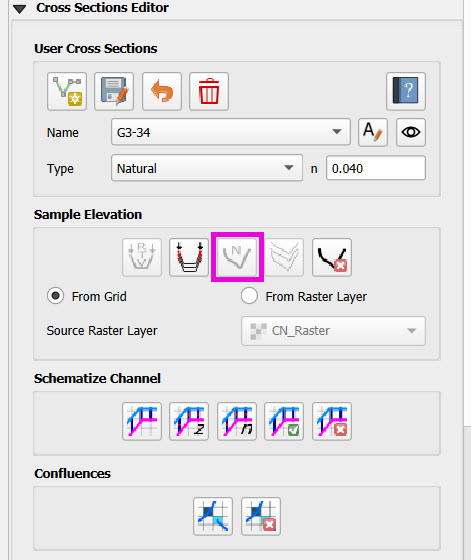 Cross Sections Editor
User Cross Sections
Name G3-34
Type Natural n 0.040
Sample Elevation
N
From Grid From Raster Layer
Source Raster Layer CN_Raster
Schematize Channel
z n
Confluences